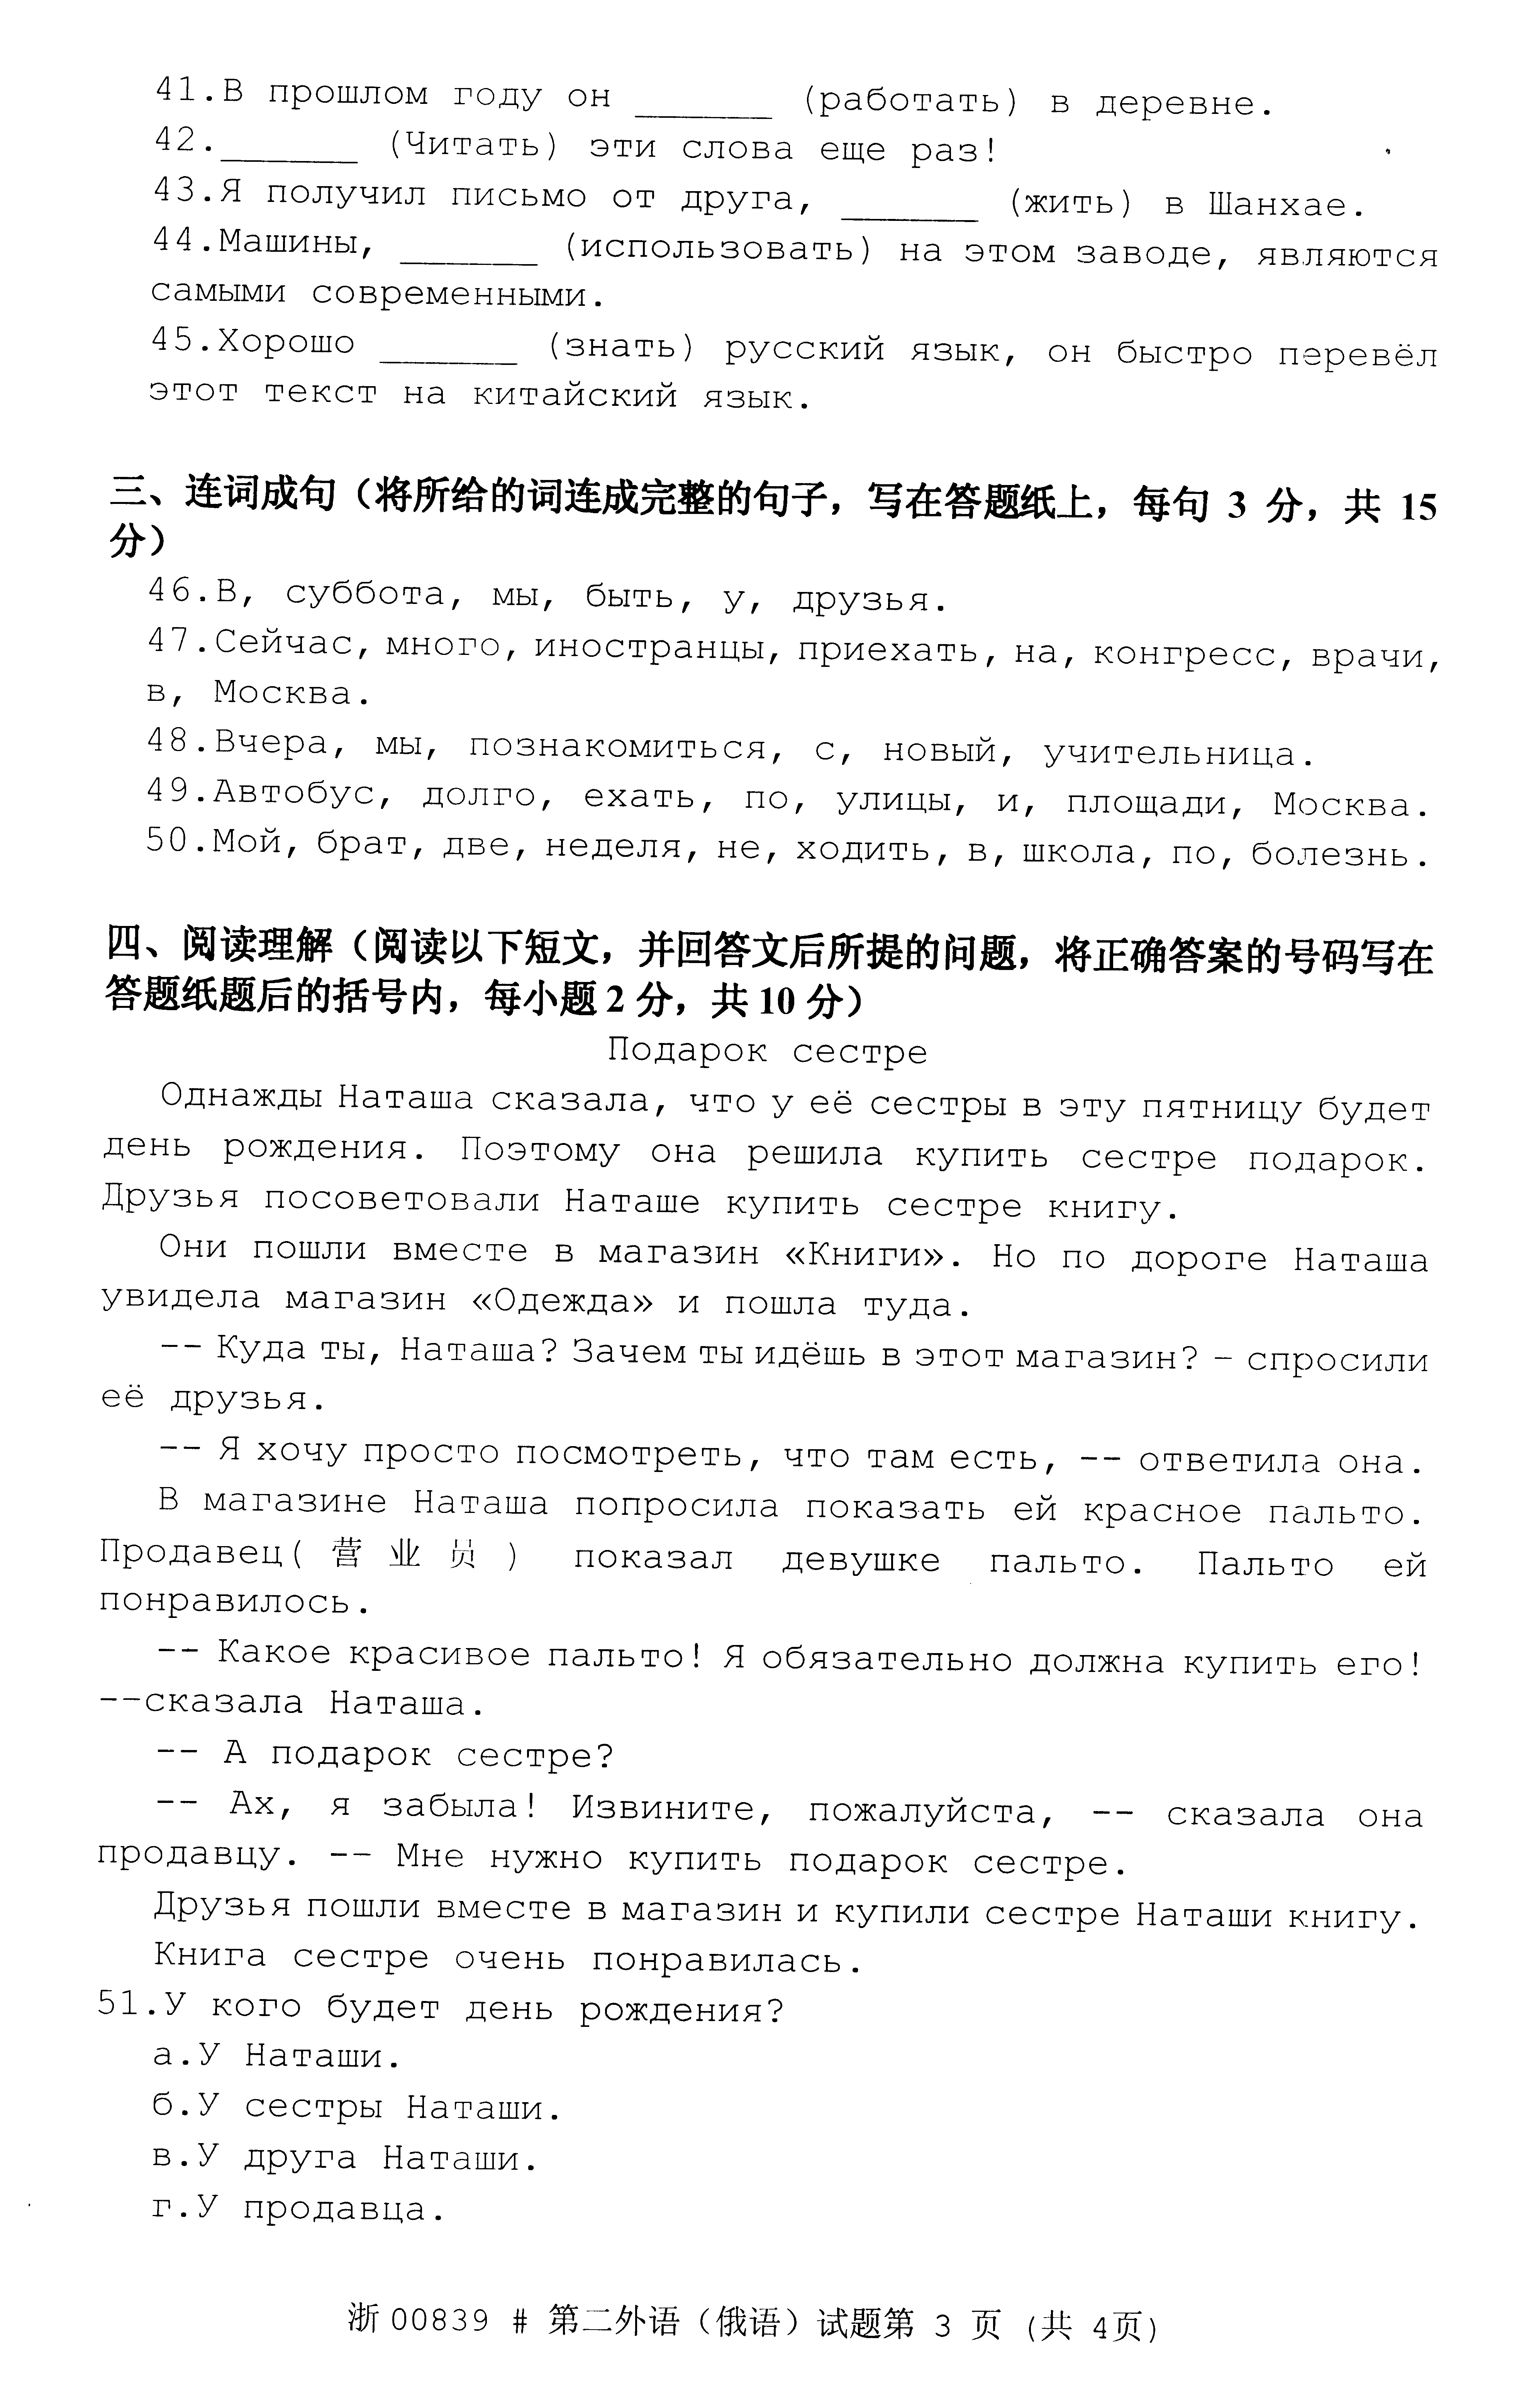 41.В прошлом году он ______ (работать) в деревне.
42.______ (Читать) эти слова еще раз!
43.Я получил письмо от друга, ______ (жить) в Шанхае.
44.Машины, ______ (использовать) на этом заводе, являются
самыми современными.
45.Хорошо ______ (знать) русский язык, он быстро перевёл
этот текст на китайский язык.
三、连词成句（将所给的词连成完整的句子，写在答题纸上，每句 3 分，共 15
分）
46.В, суббота, мы, быть, у, друзья.
47.Сейчас, много, иностранцы, приехать, на, конгресс, врачи,
в, Москва.
48.Вчера, мы, познакомиться, с, новый, учительница.
49.Автобус, долго, ехать, по, улицы, и, площади, Москва.
50.Мой, брат, две, неделя, не, ходить, в, школа, по, болезнь.
四、阅读理解（阅读以下短文，并回答文后所提的问题，将正确答案的号码写在
答题纸题后的括号内，每小题 2 分，共 10 分）
Подарок сестре
Однажды Наташа сказала, что у её сестры в эту пятницу будет
день рождения. Поэтому она решила купить сестре подарок.
Друзья посоветовали Наташе купить сестре книгу.
Они пошли вместе в магазин «Книги». Но по дороге Наташа
увидела магазин «Одежда» и пошла туда.
-- Куда ты, Наташа? Зачем ты идёшь в этот магазин? - спросили
её друзья.
-- Я хочу просто посмотреть, что там есть, -- ответила она.
В магазине Наташа попросила показать ей красное пальто.
Продавец( 营 业 员 ) показал девушке пальто. Пальто ей
понравилось.
-- Какое красивое пальто! Я обязательно должна купить его!
--сказала Наташа.
-- А подарок сестре?
-- Ах, я забыла! Извините, пожалуйста, -- сказала она
продавцу. -- Мне нужно купить подарок сестре.
Друзья пошли вместе в магазин и купили сестре Наташи книгу.
Книга сестре очень понравилась.
51.У кого будет день рождения?
а.У Наташи.
б.У сестры Наташи.
в.У друга Наташи.
г.У продавца.
浙 00839 # 第二外语（俄语）试题第 3 页 (共 4页)